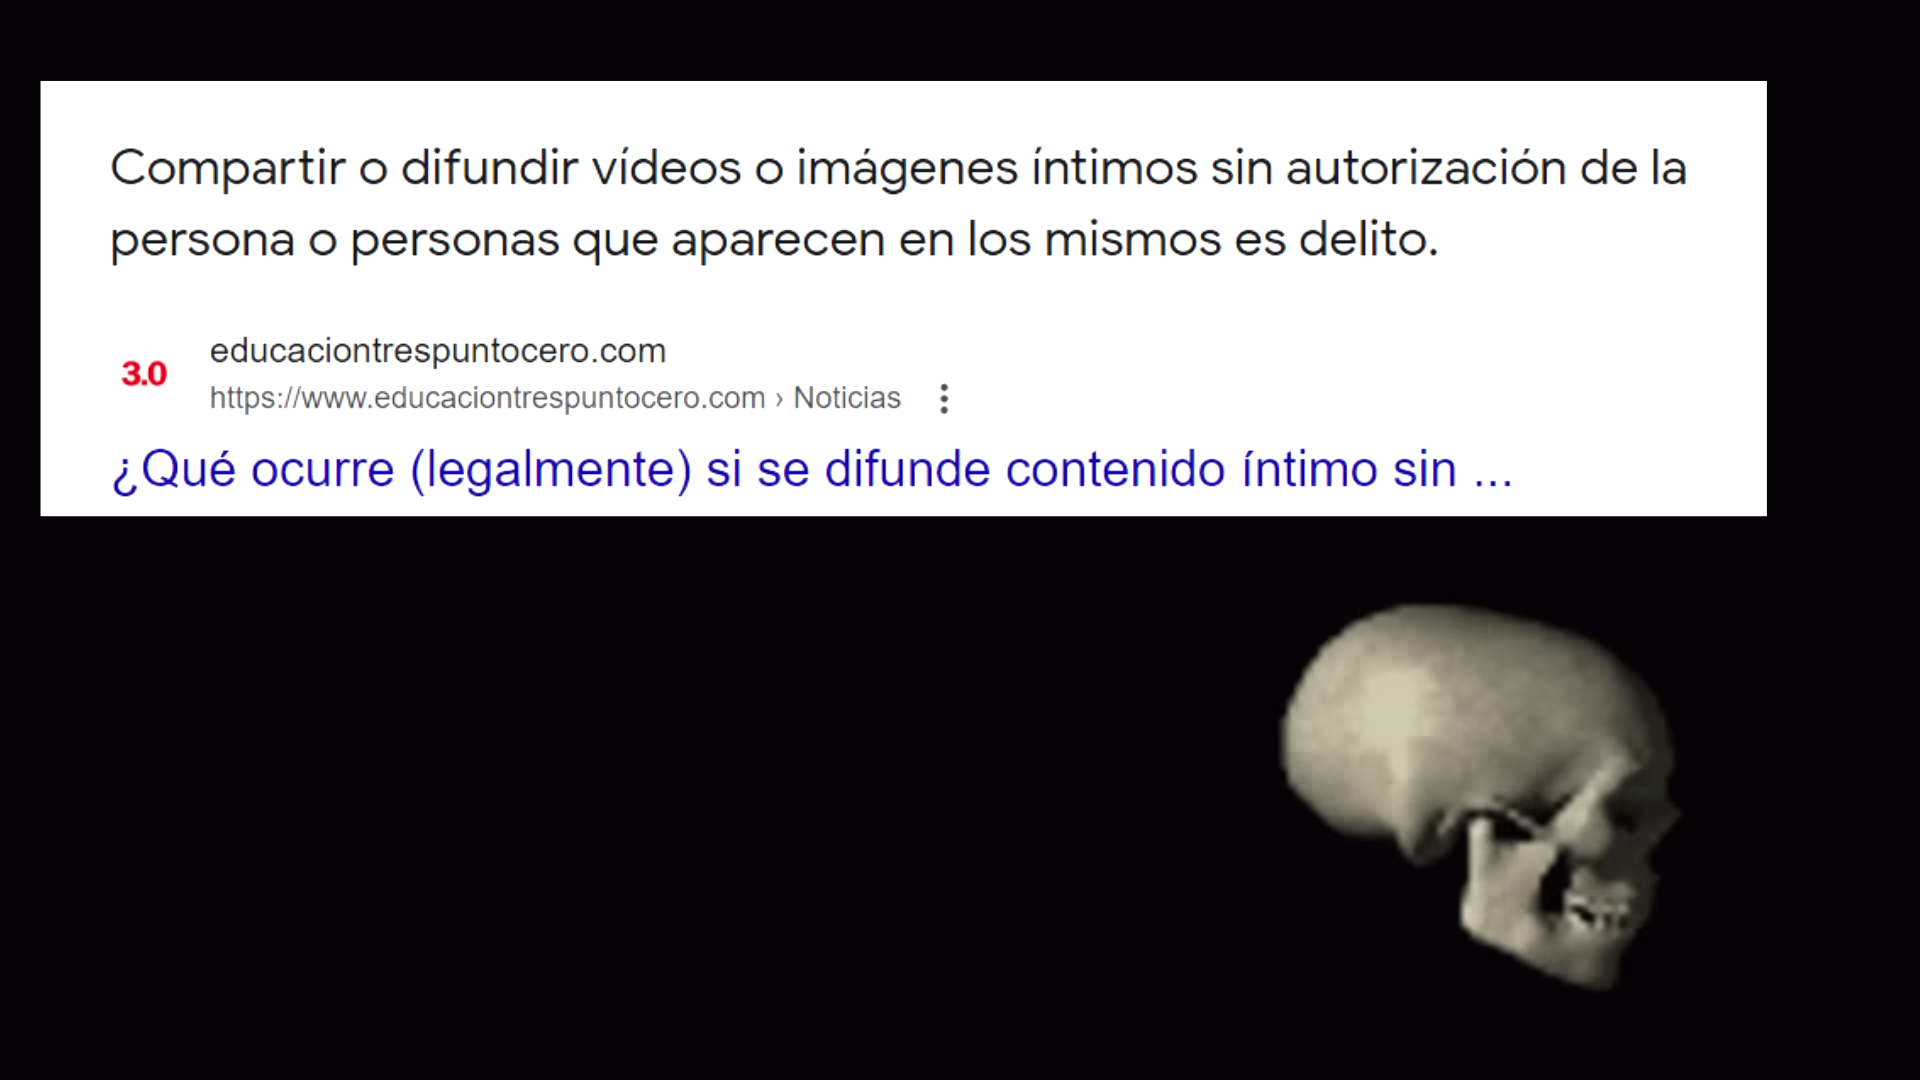 Compartir o difundir vídeos o imágenes íntimos sin autorización de la
persona o personas que aparecen en los mismos es delito.
3.0
educaciontrespuntocero.com
https://www.educaciontrespuntocero.com › Noticias
¿Qué ocurre (legalmente) si se difunde contenido íntimo sin ...